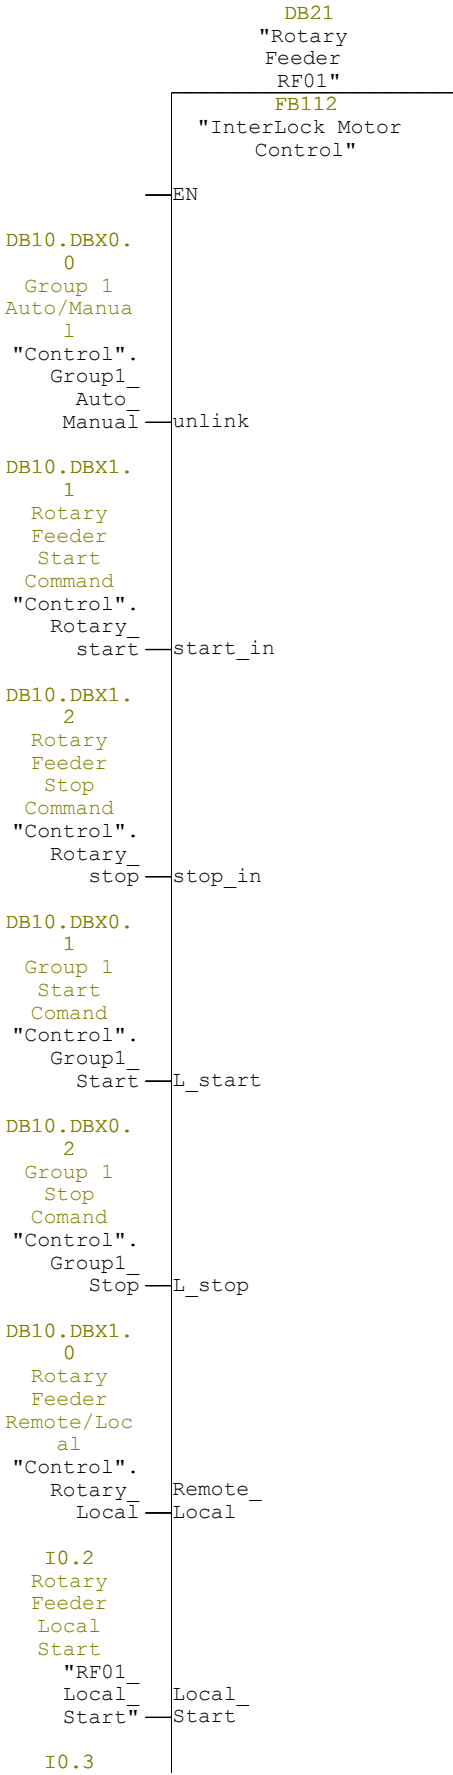 DB21
"Rotary
Feeder
RF01"
FB112
"InterLock Motor
Control"
EN
DB10.DBX0.
0
Group 1
Auto/Manua
l
"Control".
Group1_
Auto_
Manual unlink
DB10.DBX1.
1
Rotary
Feeder
Start
Command
"Control".
Rotary_
start start_in
DB10.DBX1.
2
Rotary
Feeder
Stop
Command
"Control".
Rotary_
stop stop_in
DB10.DBX0.
1
Group 1
Start
Comand
"Control".
Group1_
Start L_start
DB10.DBX0.
2
Group 1
Stop
Comand
"Control".
Group1_
Stop L_stop
DB10.DBX1.
0
Rotary
Feeder
Remote/Loc
al
"Control".
Rotary_ Remote_
Local Local
I0.2
Rotary
Feeder
Local
Start
"RF01_
Local_ Local_
Start" Start
I0.3